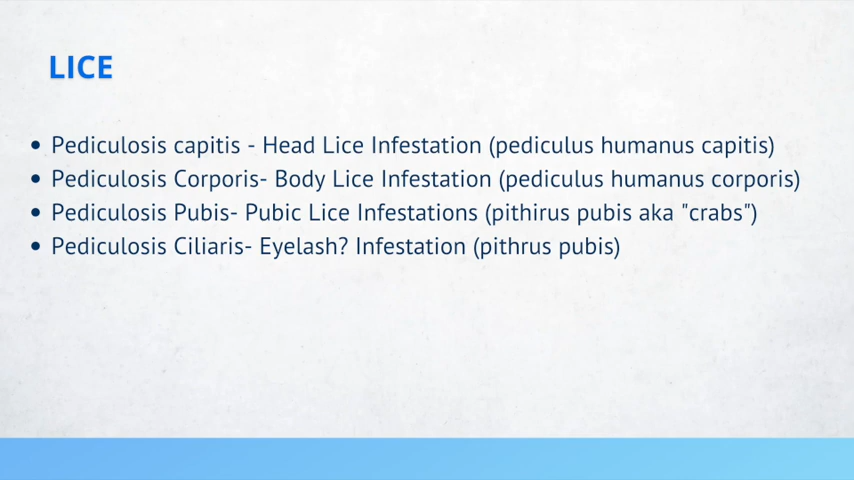 LICE
• Pediculosis capitis - Head Lice Infestation (pediculus humanus capitis)
• Pediculosis Corporis- Body Lice Infestation (pediculus humanus corporis)
• Pediculosis Pubis- Pubic Lice Infestations (pithirus pubis aka "crabs")
• Pediculosis Ciliaris- Eyelash? Infestation (pithrus pubis)